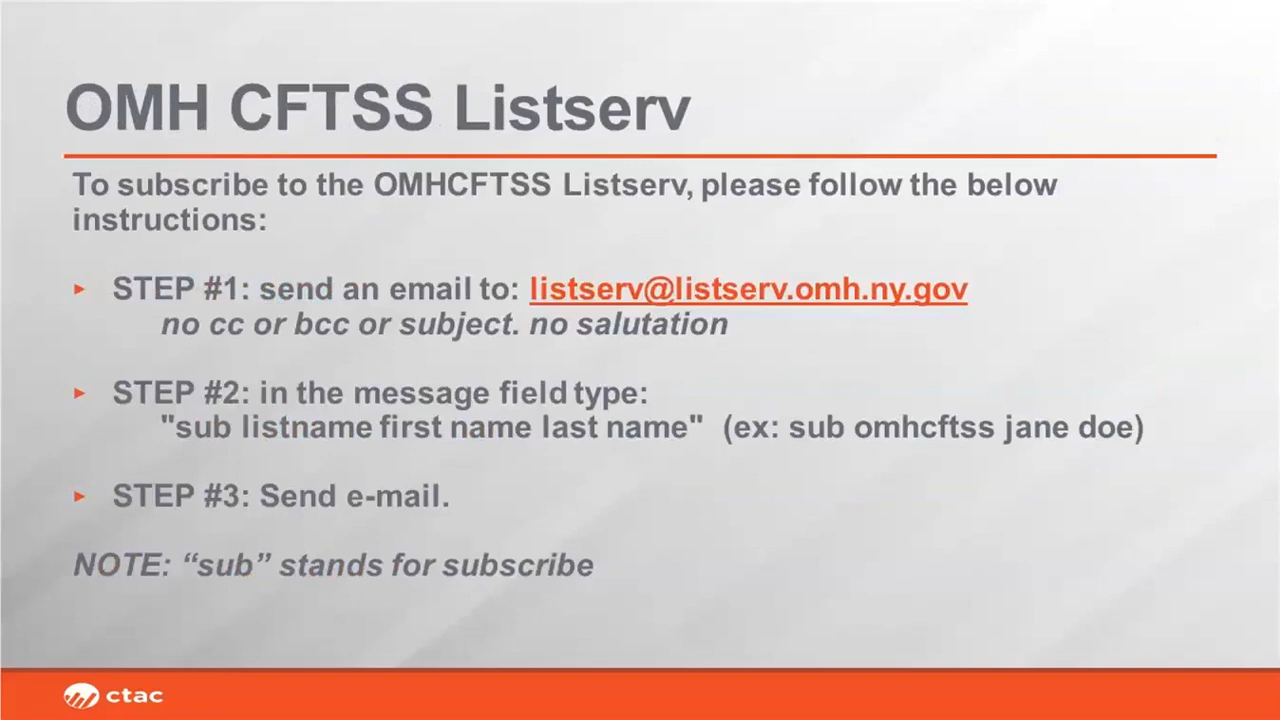 OMH CFTSS Listserv
To subscribe to the OMHCFTSS Listserv, please follow the below
instructions:
▸ STEP #1: send an email to: listserv@listserv.omh.ny.gov
no cc or bcc or subject. no salutation
▸ STEP #2: in the message field type:
"sub listname first name last name" (ex: sub omhcftss jane doe)
▸ STEP #3: Send e-mail.
NOTE: “sub” stands for subscribe
ctac